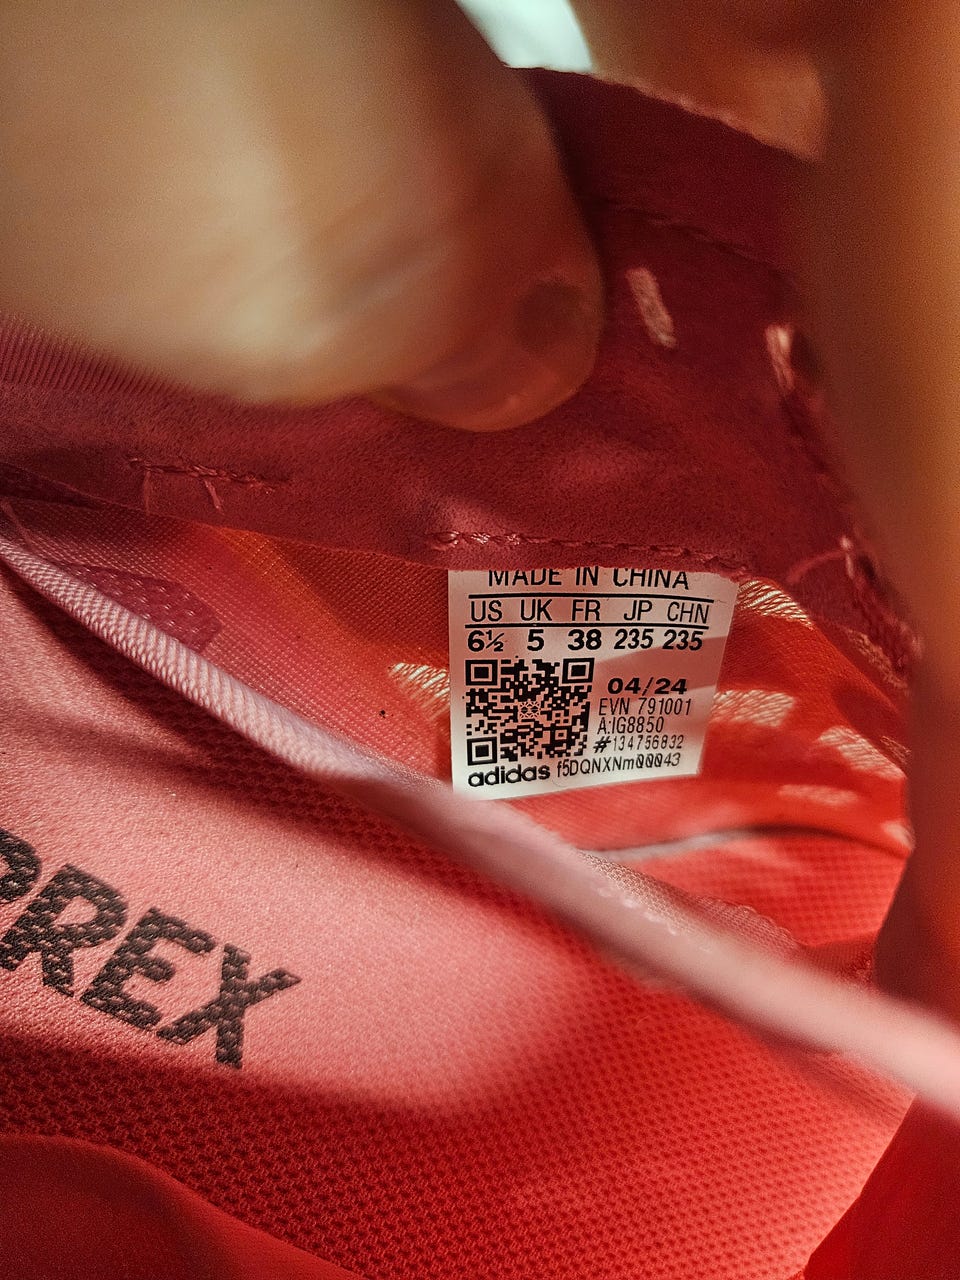 MADE IN CHINA
US UK FR JP CHN
6½ 5 38 235 235
04/24
EVN 791001
A:IG8850
#134756832
adidas f5DQNXNm00043
PREX